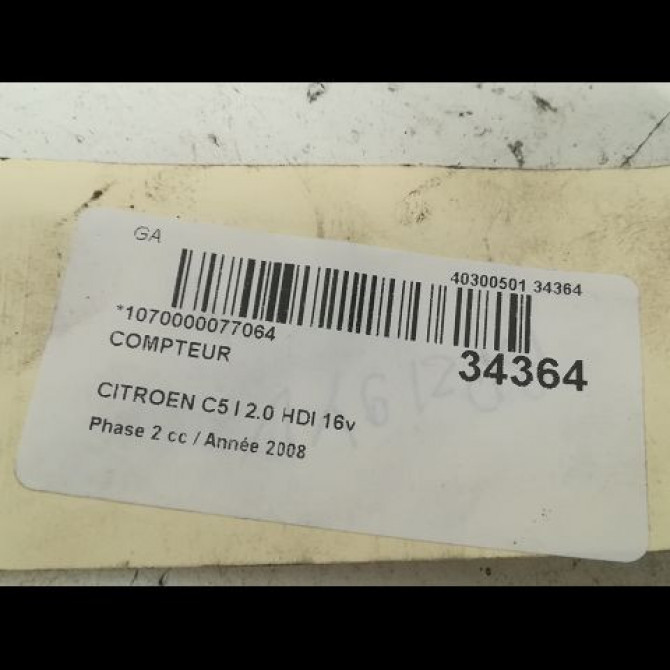 GA
40300501 34364
*1070000077064
34364
COMPTEUR
CITROEN C5 I 2.0 HDI 16v
Phase 2 cc / Année 2008